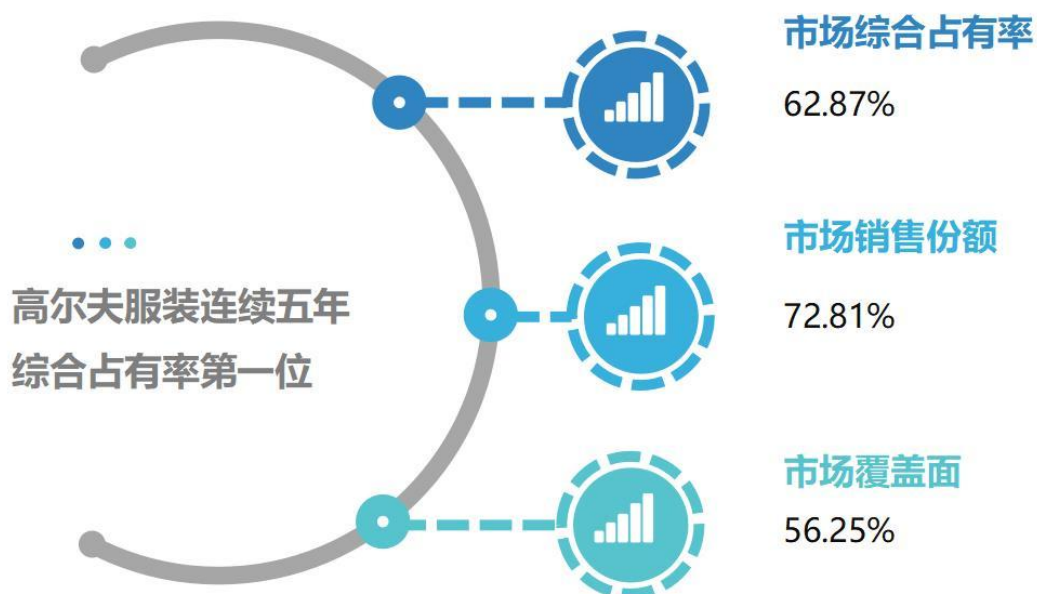 市场综合占有率
62.87%
市场销售份额
72.81%
高尔夫服装连续五年
综合占有率第一位
市场覆盖面
56.25%